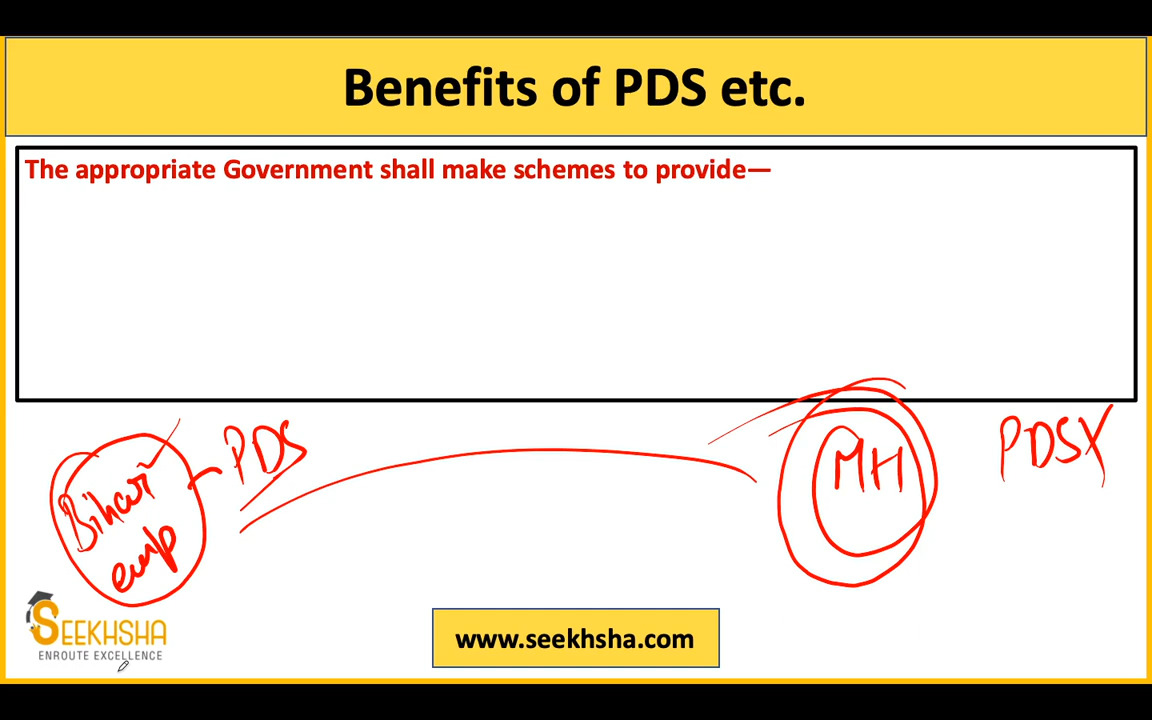 Benefits of PDS etc.
The appropriate Government shall make schemes to provide—
Bihar
emp
PDS
MH
PDSX
SEEKHSHA
ENROUTE EXCELLENCE
www.seekhsha.com